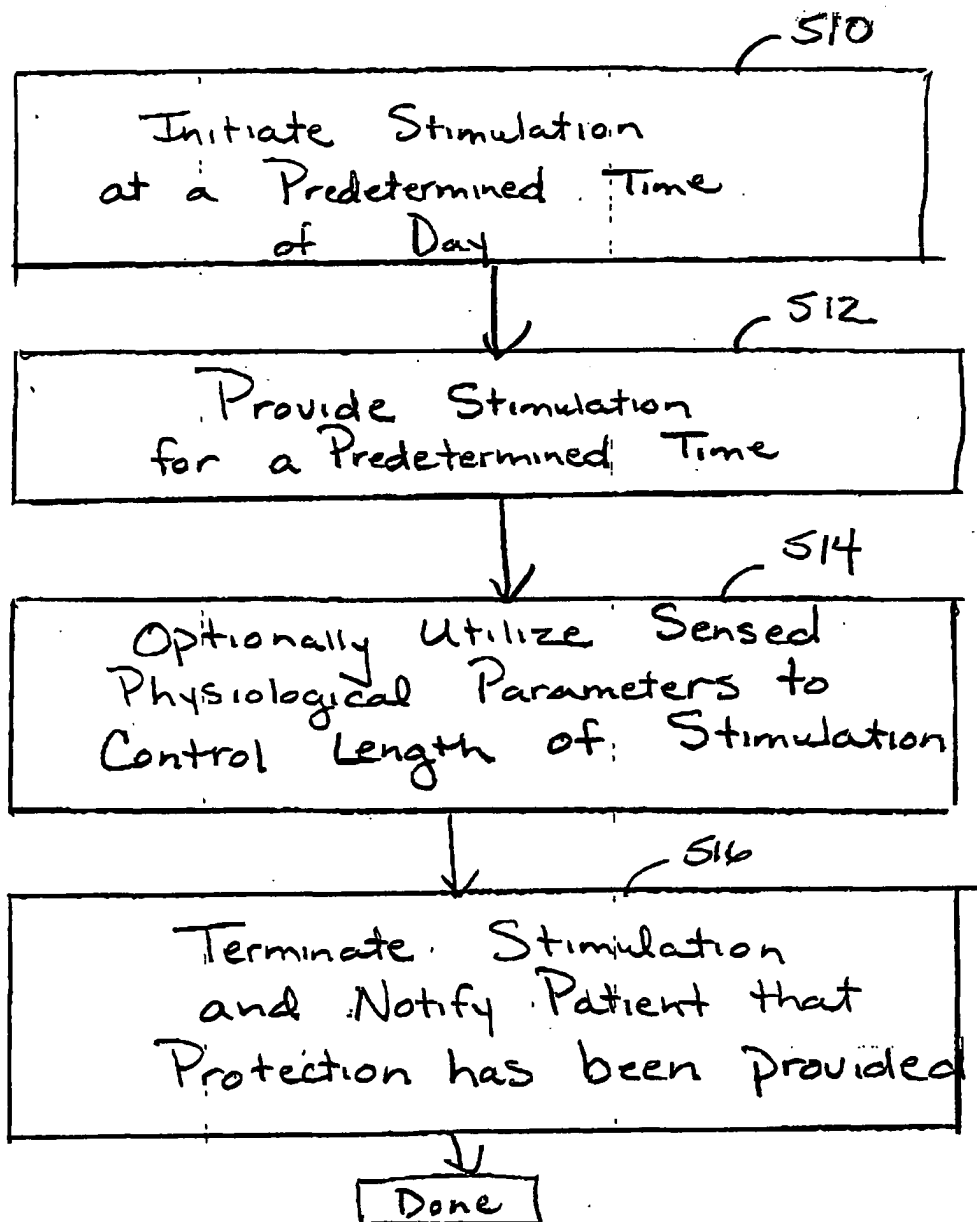 510
Initiate Stimulation
at a Predetermined Time
of Day
512
Provide Stimulation
for a Predetermined Time
514
Optionally Utilize Sensed
Physiological Parameters to
Control Length of Stimulation
516
Terminate Stimulation
and Notify Patient that
Protection has been provided
Done